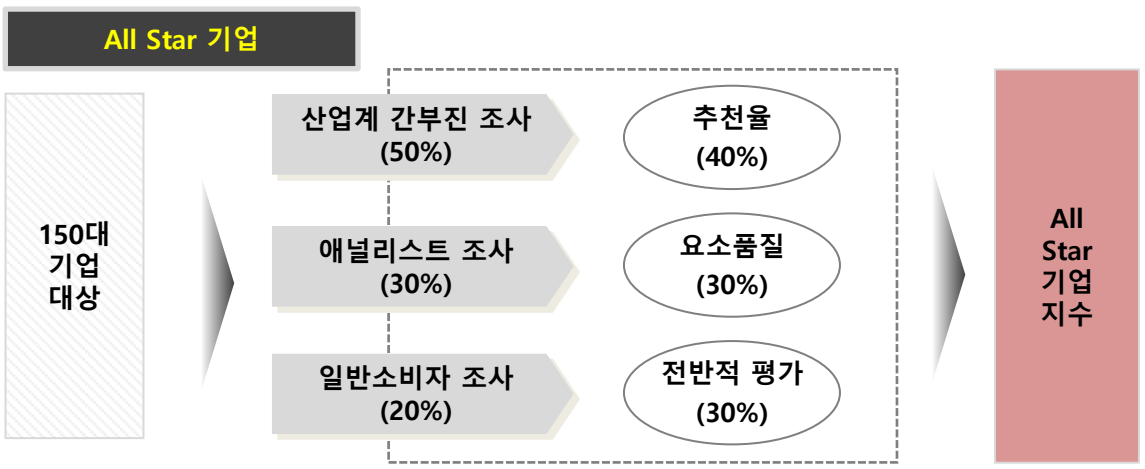 All Star 기업
산업계 간부진 조사
(50%)
추천율
(40%)
150대
기업
대상
애널리스트 조사
(30%)
요소품질
(30%)
All
Star
기업
지수
일반소비자 조사
(20%)
전반적 평가
(30%)